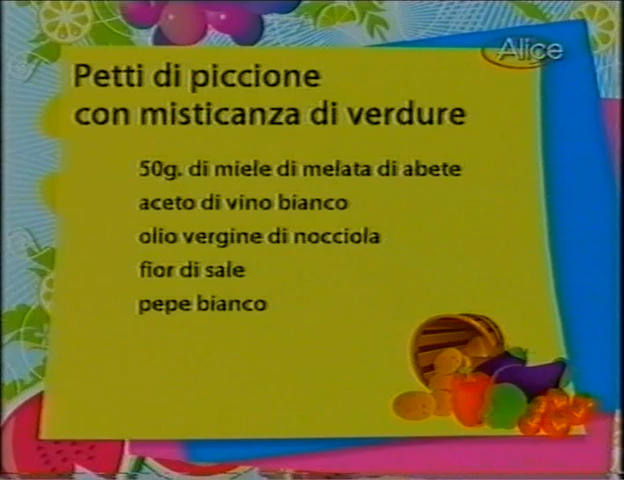 Alice
Petti di piccione
con misticanza di verdure
50g. di miele di melata di abete
aceto di vino bianco
olio vergine di nocciola
fior di sale
pepe bianco